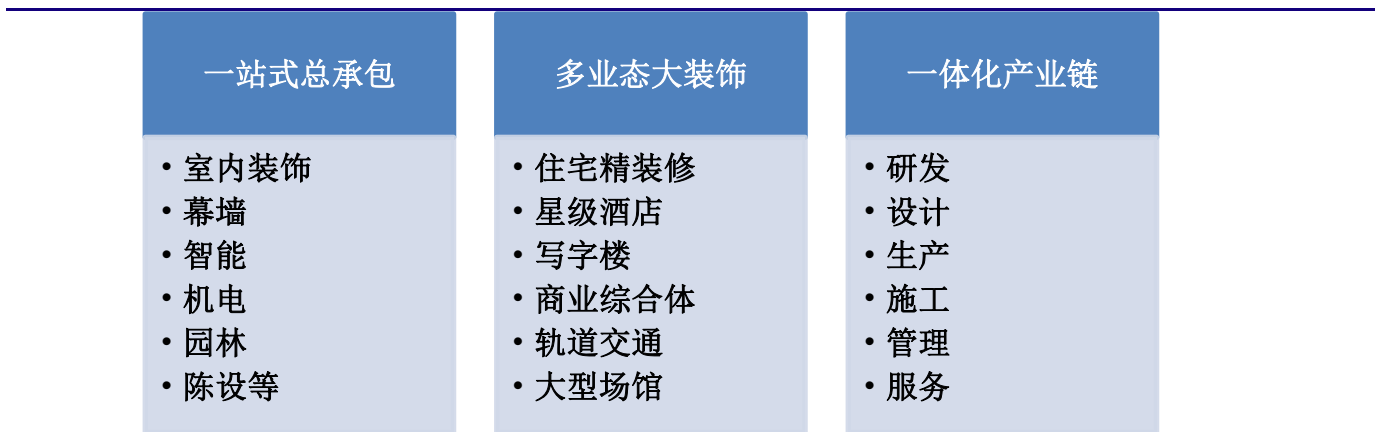 一站式总承包
• 室内装饰
• 幕墙
• 智能
• 机电
• 园林
• 陈设等
多业态大装饰
• 住宅精装修
• 星级酒店
• 写字楼
• 商业综合体
• 轨道交通
• 大型场馆
一体化产业链
• 研发
• 设计
• 生产
• 施工
• 管理
• 服务